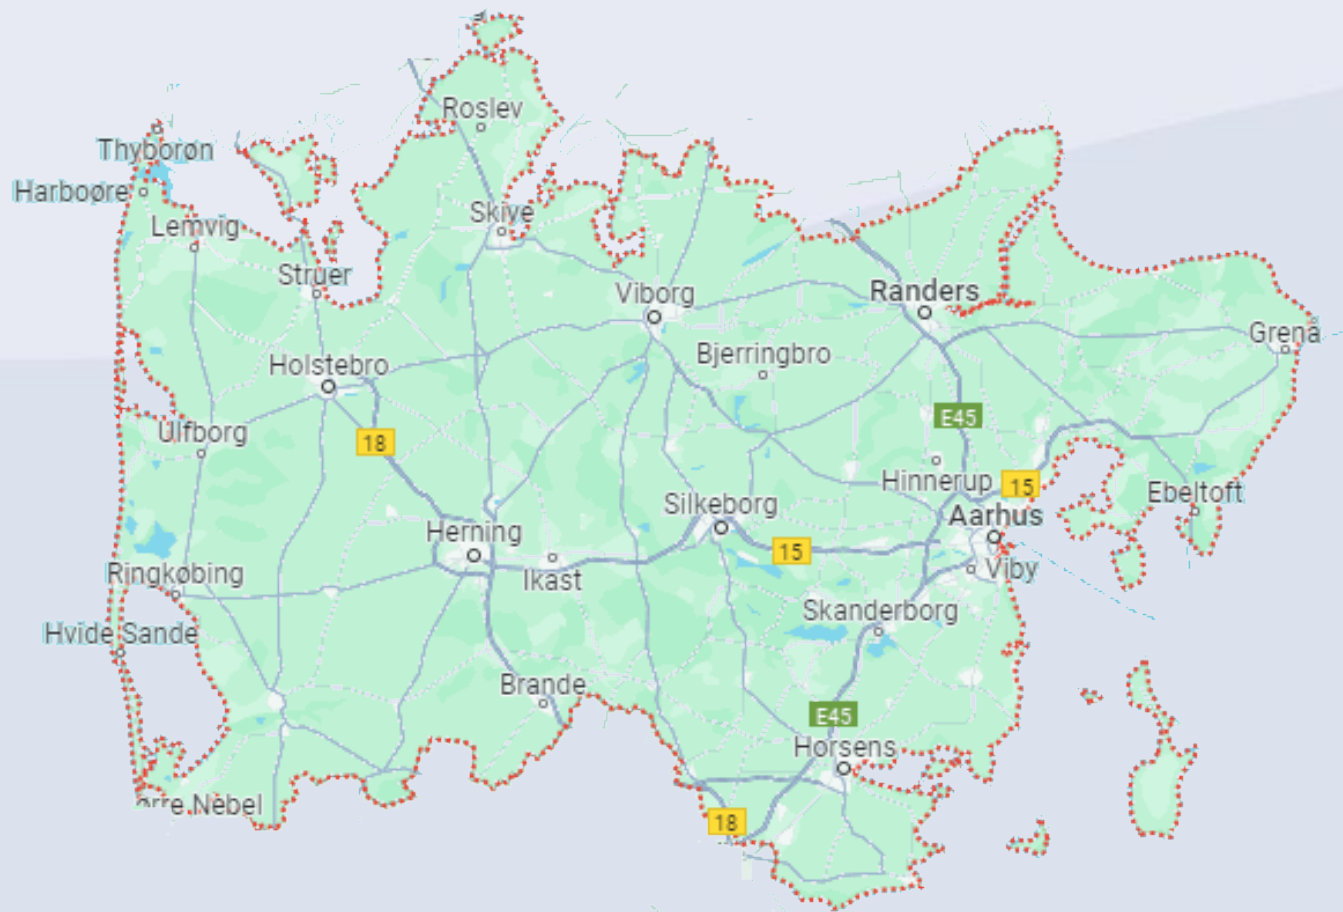 Roslev
Thyborøn
Harboøre
Lemvig
Skive
Struer
Viborg
Randers
Grenå
Bjerringbro
Holstebro
E45
Ulfborg
18
Hinnerup
15
Ebeltoft
Silkeborg
Aarhus
Herning
15
Ikast
Viby
Ringkøbing
Skanderborg
Hvide Sande
Brande
E45
Horsens
ørre Nebel
18